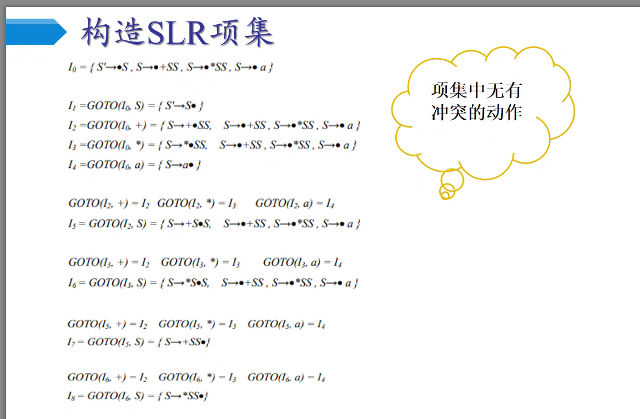 构造SLR项集
I₀ = { S'→•S , S→•+SS , S→•*SS , S→• a }
I₁ =GOTO(I₀, S) = { S'→S• }
I₂ =GOTO(I₀, +) = { S→+•SS, S→•+SS , S→•*SS , S→• a }
I₃ =GOTO(I₀, *) = { S→*•SS, S→•+SS , S→•*SS , S→• a }
I₄ =GOTO(I₀, a) = { S→a• }
项集中无有
冲突的动作
GOTO(I₂, +) = I₂ GOTO(I₂, *) = I₃ GOTO(I₂, a) = I₄
I₅ = GOTO(I₂, S) = { S→+S•S, S→•+SS , S→•*SS , S→• a }
GOTO(I₃, +) = I₂ GOTO(I₃, *) = I₃ GOTO(I₃, a) = I₄
I₆ = GOTO(I₃, S) = { S→*S•S, S→•+SS , S→•*SS , S→• a }
GOTO(I₅, +) = I₂ GOTO(I₅, *) = I₃ GOTO(I₅, a) = I₄
I₇ = GOTO(I₅, S) = { S→+SS•}
GOTO(I₆, +) = I₂ GOTO(I₆, *) = I₃ GOTO(I₆, a) = I₄
I₈ = GOTO(I₆, S) = { S→*SS•}